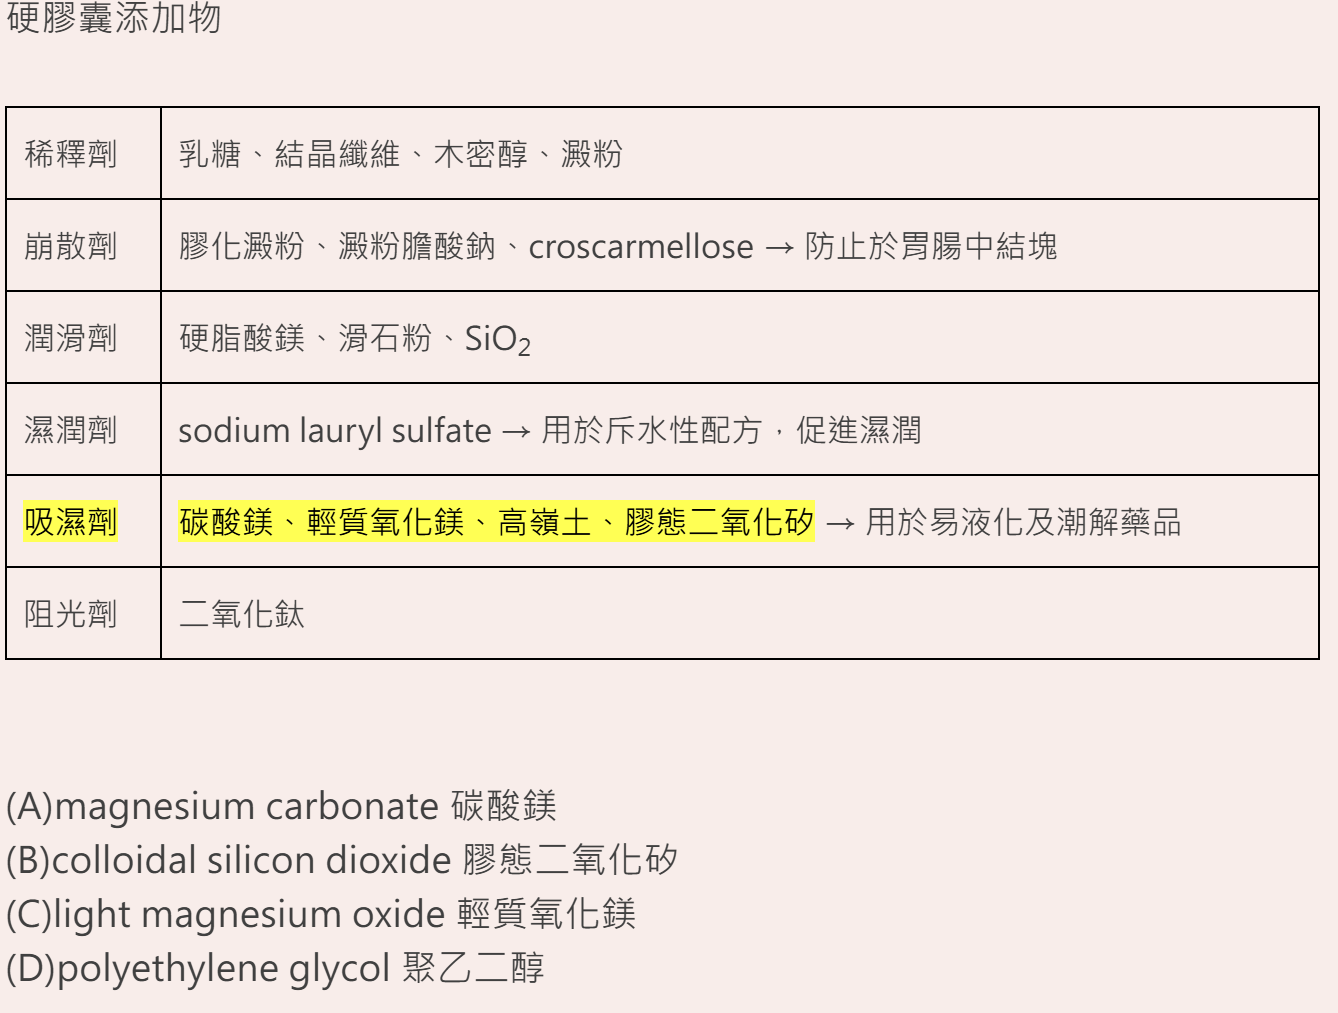 硬膠囊添加物
稀釋劑 乳糖、結晶纖維、木密醇、澱粉
崩散劑 膠化澱粉、澱粉膽酸鈉、croscarmellose → 防止於胃腸中結塊
潤滑劑 硬脂酸鎂、滑石粉、SiO₂
濕潤劑 sodium lauryl sulfate → 用於斥水性配方，促進濕潤
吸濕劑 碳酸鎂、輕質氧化鎂、高嶺土、膠態二氧化矽 → 用於易液化及潮解藥品
阻光劑 二氧化鈦
(A)magnesium carbonate 碳酸鎂
(B)colloidal silicon dioxide 膠態二氧化矽
(C)light magnesium oxide 輕質氧化鎂
(D)polyethylene glycol 聚乙二醇